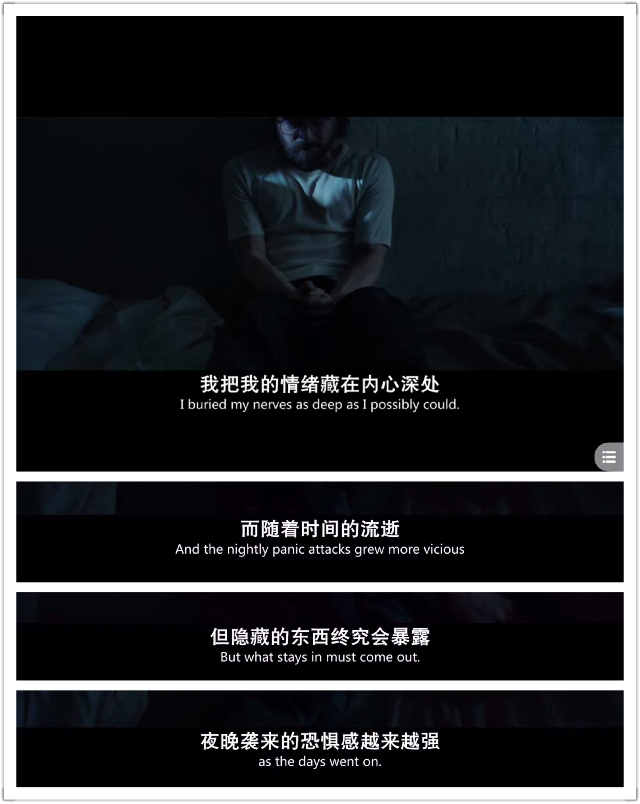 我把我的情绪藏在内心深处
I buried my nerves as deep as I possibly could.
而随着时间的流逝
And the nightly panic attacks grew more vicious
但隐藏的东西终究会暴露
But what stays in must come out.
夜晚袭来的恐惧感越来越强
as the days went on.